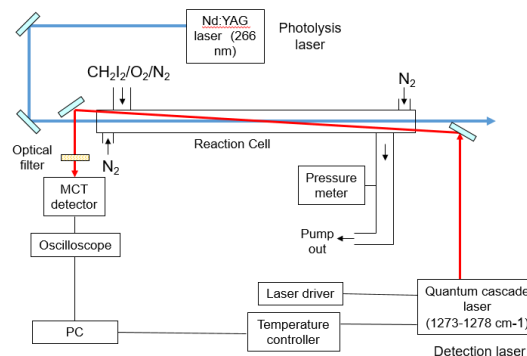 Nd:YAG
laser (266
nm)
Photolysis
laser
CH2I2/O2/N2
N2
Reaction Cell
Optical
filter
N2
MCT
detector
Pressure
meter
Oscilloscope
Pump
out
Laser driver
Quantum cascade
laser
(1273-1278 cm-1)
PC
Temperature
controller
Detection laser